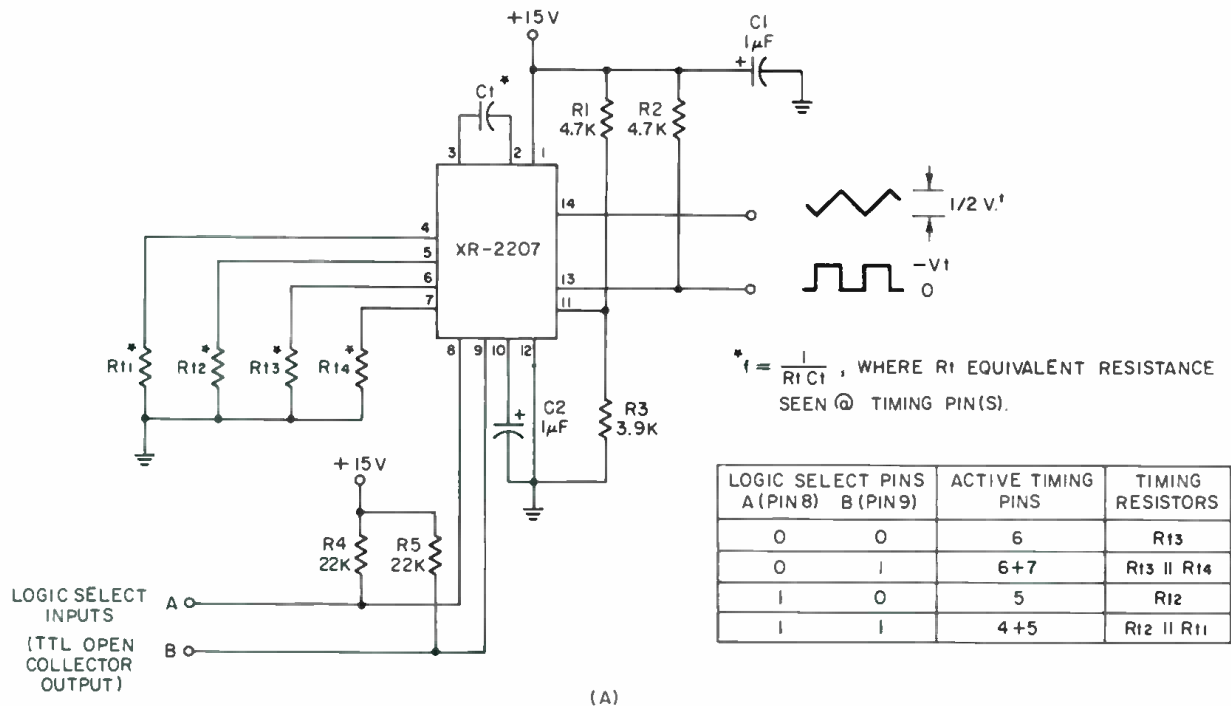 +15V
C1
1µF
+
Ct *
R1
4.7K
R2
4.7K
3
2
1
14
1/2 V.†
4
5
XR-2207
6
13
-Vt
0
7
11
8
9
10
12
*
Rt1
*
Rt2
*
Rt3
*
Rt4
+
C2
1µF
R3
3.9K
*f = 1/Rt Ct, WHERE Rt EQUIVALENT RESISTANCE
SEEN @ TIMING PIN(S).
+15V
R4
22K
R5
22K
LOGIC SELECT
INPUTS
A
(TTL OPEN
COLLECTOR
OUTPUT)
B
LOGIC SELECT PINS ACTIVE TIMING TIMING
A (PIN 8) B (PIN 9) PINS RESISTORS
0 0 6 Rt3
0 1 6+7 Rt3 II Rt4
1 0 5 Rt2
1 1 4+5 Rt2 II Rt1
(A)